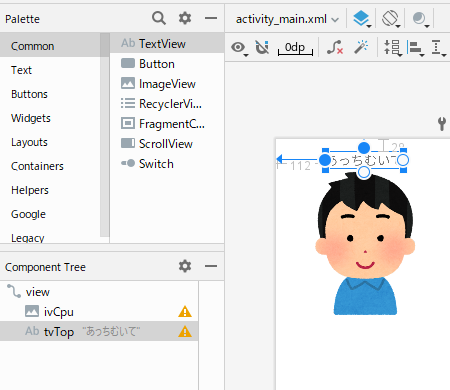 Palette
Common
Text
Buttons
Widgets
Layouts
Containers
Helpers
Google
Legacy
Ab TextView
Button
ImageView
RecyclerVi...
FragmentC...
ScrollView
Switch
Component Tree
view
ivCpu
Ab tvTop "あっちむいて"
activity_main.xml
0dp
28
112
あっちむいて